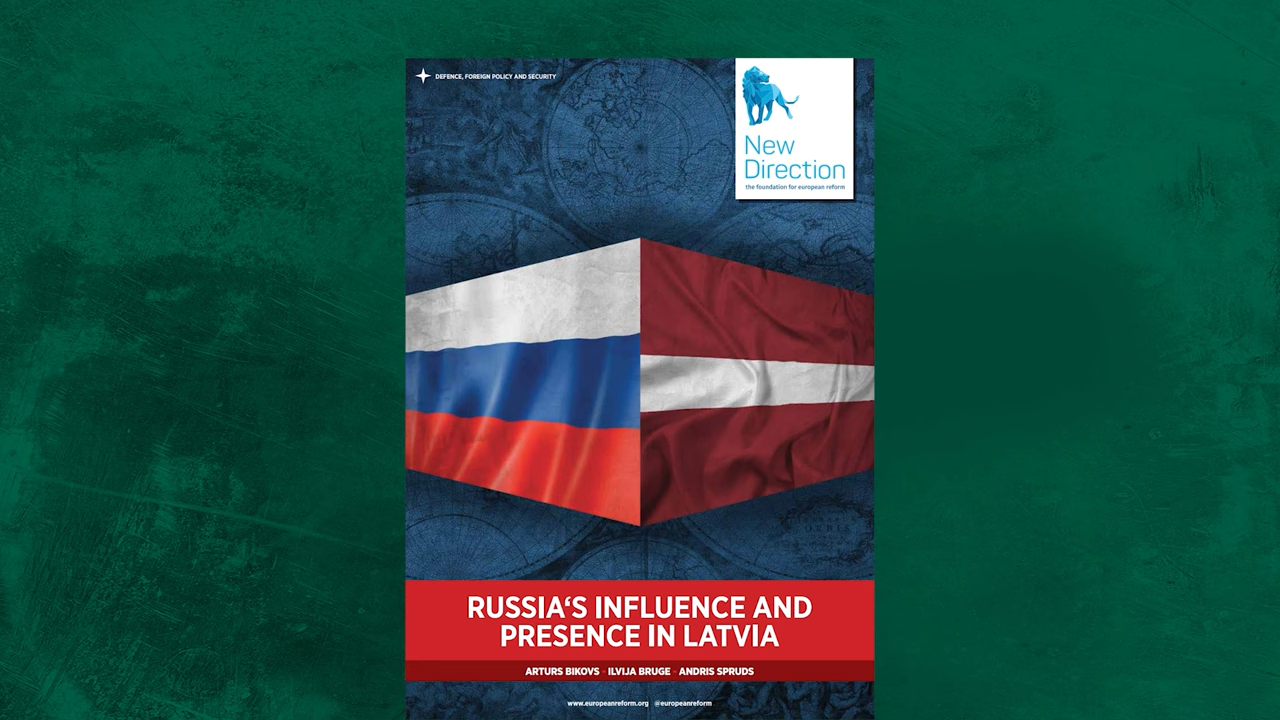 DEFENCE, FOREIGN POLICY AND SECURITY
New
Direction
the foundation for european reform
RUSSIA‘S INFLUENCE AND
PRESENCE IN LATVIA
ARTURS BIKOVS - ILVIJA BRUGE - ANDRIS SPRUDS
www.europeanreform.org @europeanreform